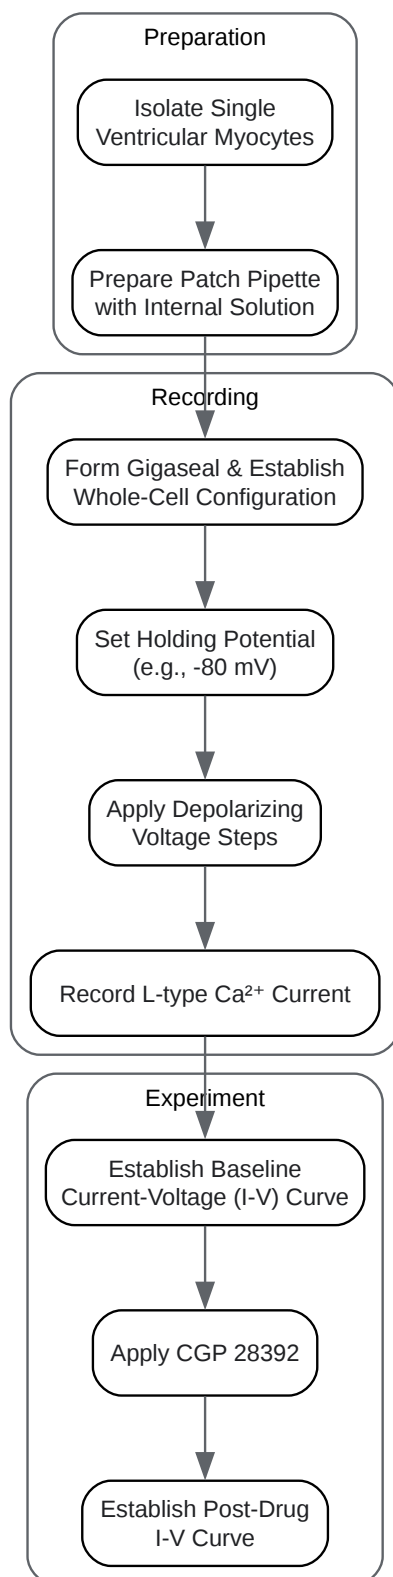 Preparation
Isolate Single
Ventricular Myocytes
Prepare Patch Pipette
with Internal Solution
Recording
Form Gigaseal & Establish
Whole-Cell Configuration
Set Holding Potential
(e.g., -80 mV)
Apply Depolarizing
Voltage Steps
Record L-type Ca²⁺ Current
Experiment
Establish Baseline
Current-Voltage (I-V) Curve
Apply CGP 28392
Establish Post-Drug
I-V Curve